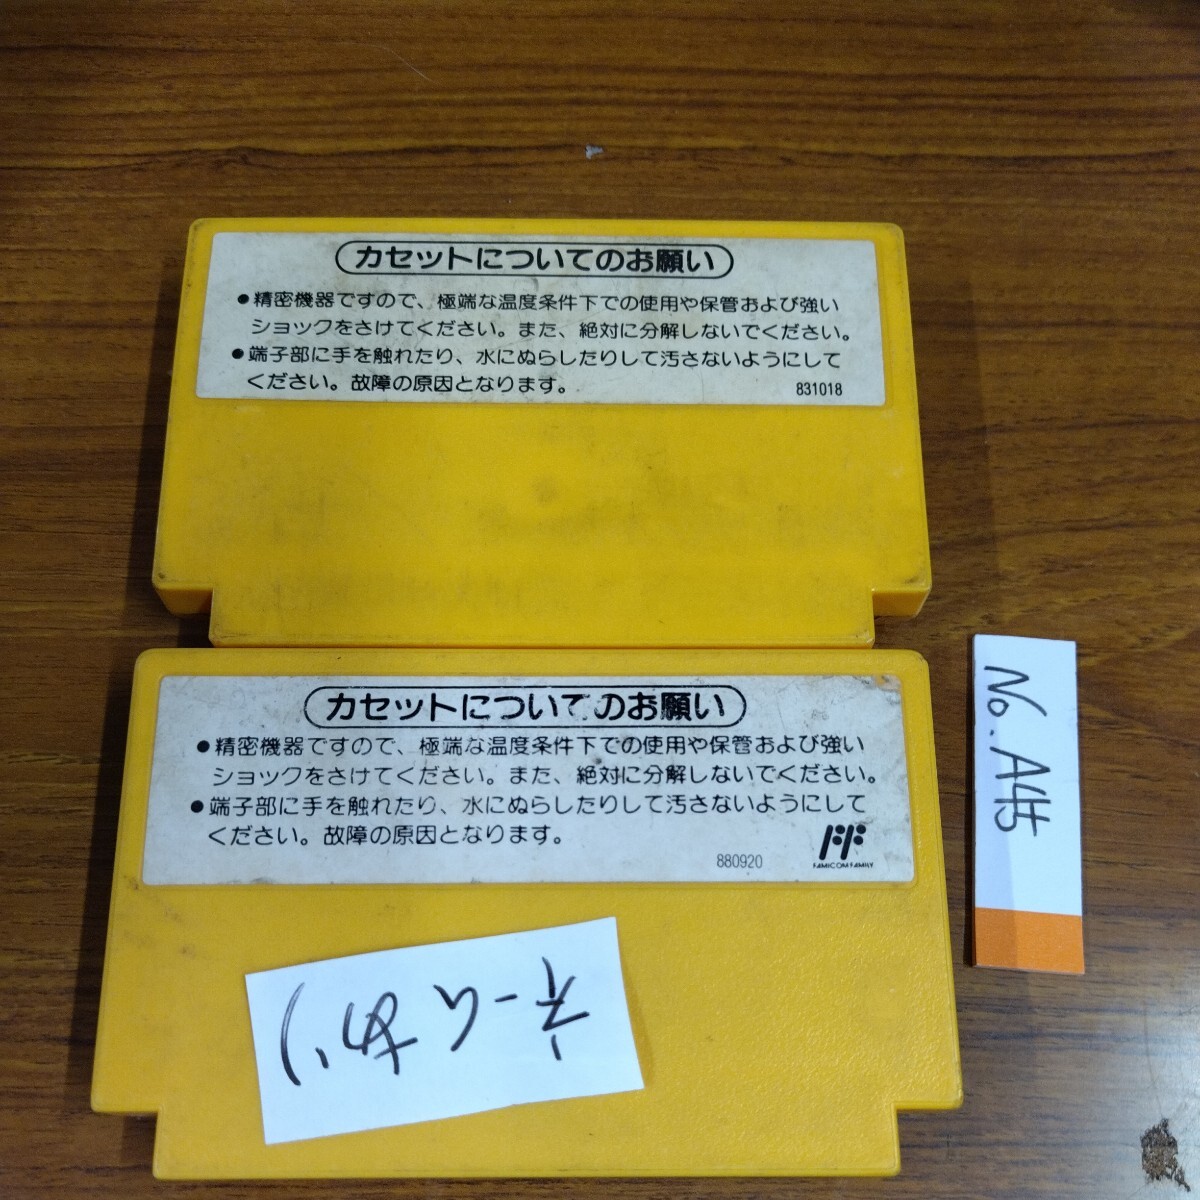 カセットについてのお願い
●精密機器ですので、極端な温度条件下での使用や保管および強い
ショックをさけてください。また、絶対に分解しないでください。
●端子部に手を触れたり、水にぬらしたりして汚さないようにして
ください。故障の原因となります。
831018
カセットについてのお願い
●精密機器ですので、極端な温度条件下での使用や保管および強い
ショックをさけてください。また、絶対に分解しないでください。
●端子部に手を触れたり、水にぬらしたりして汚さないようにして
ください。故障の原因となります。
880920
FAMICOM FAMILY
ネームあり
No.A45